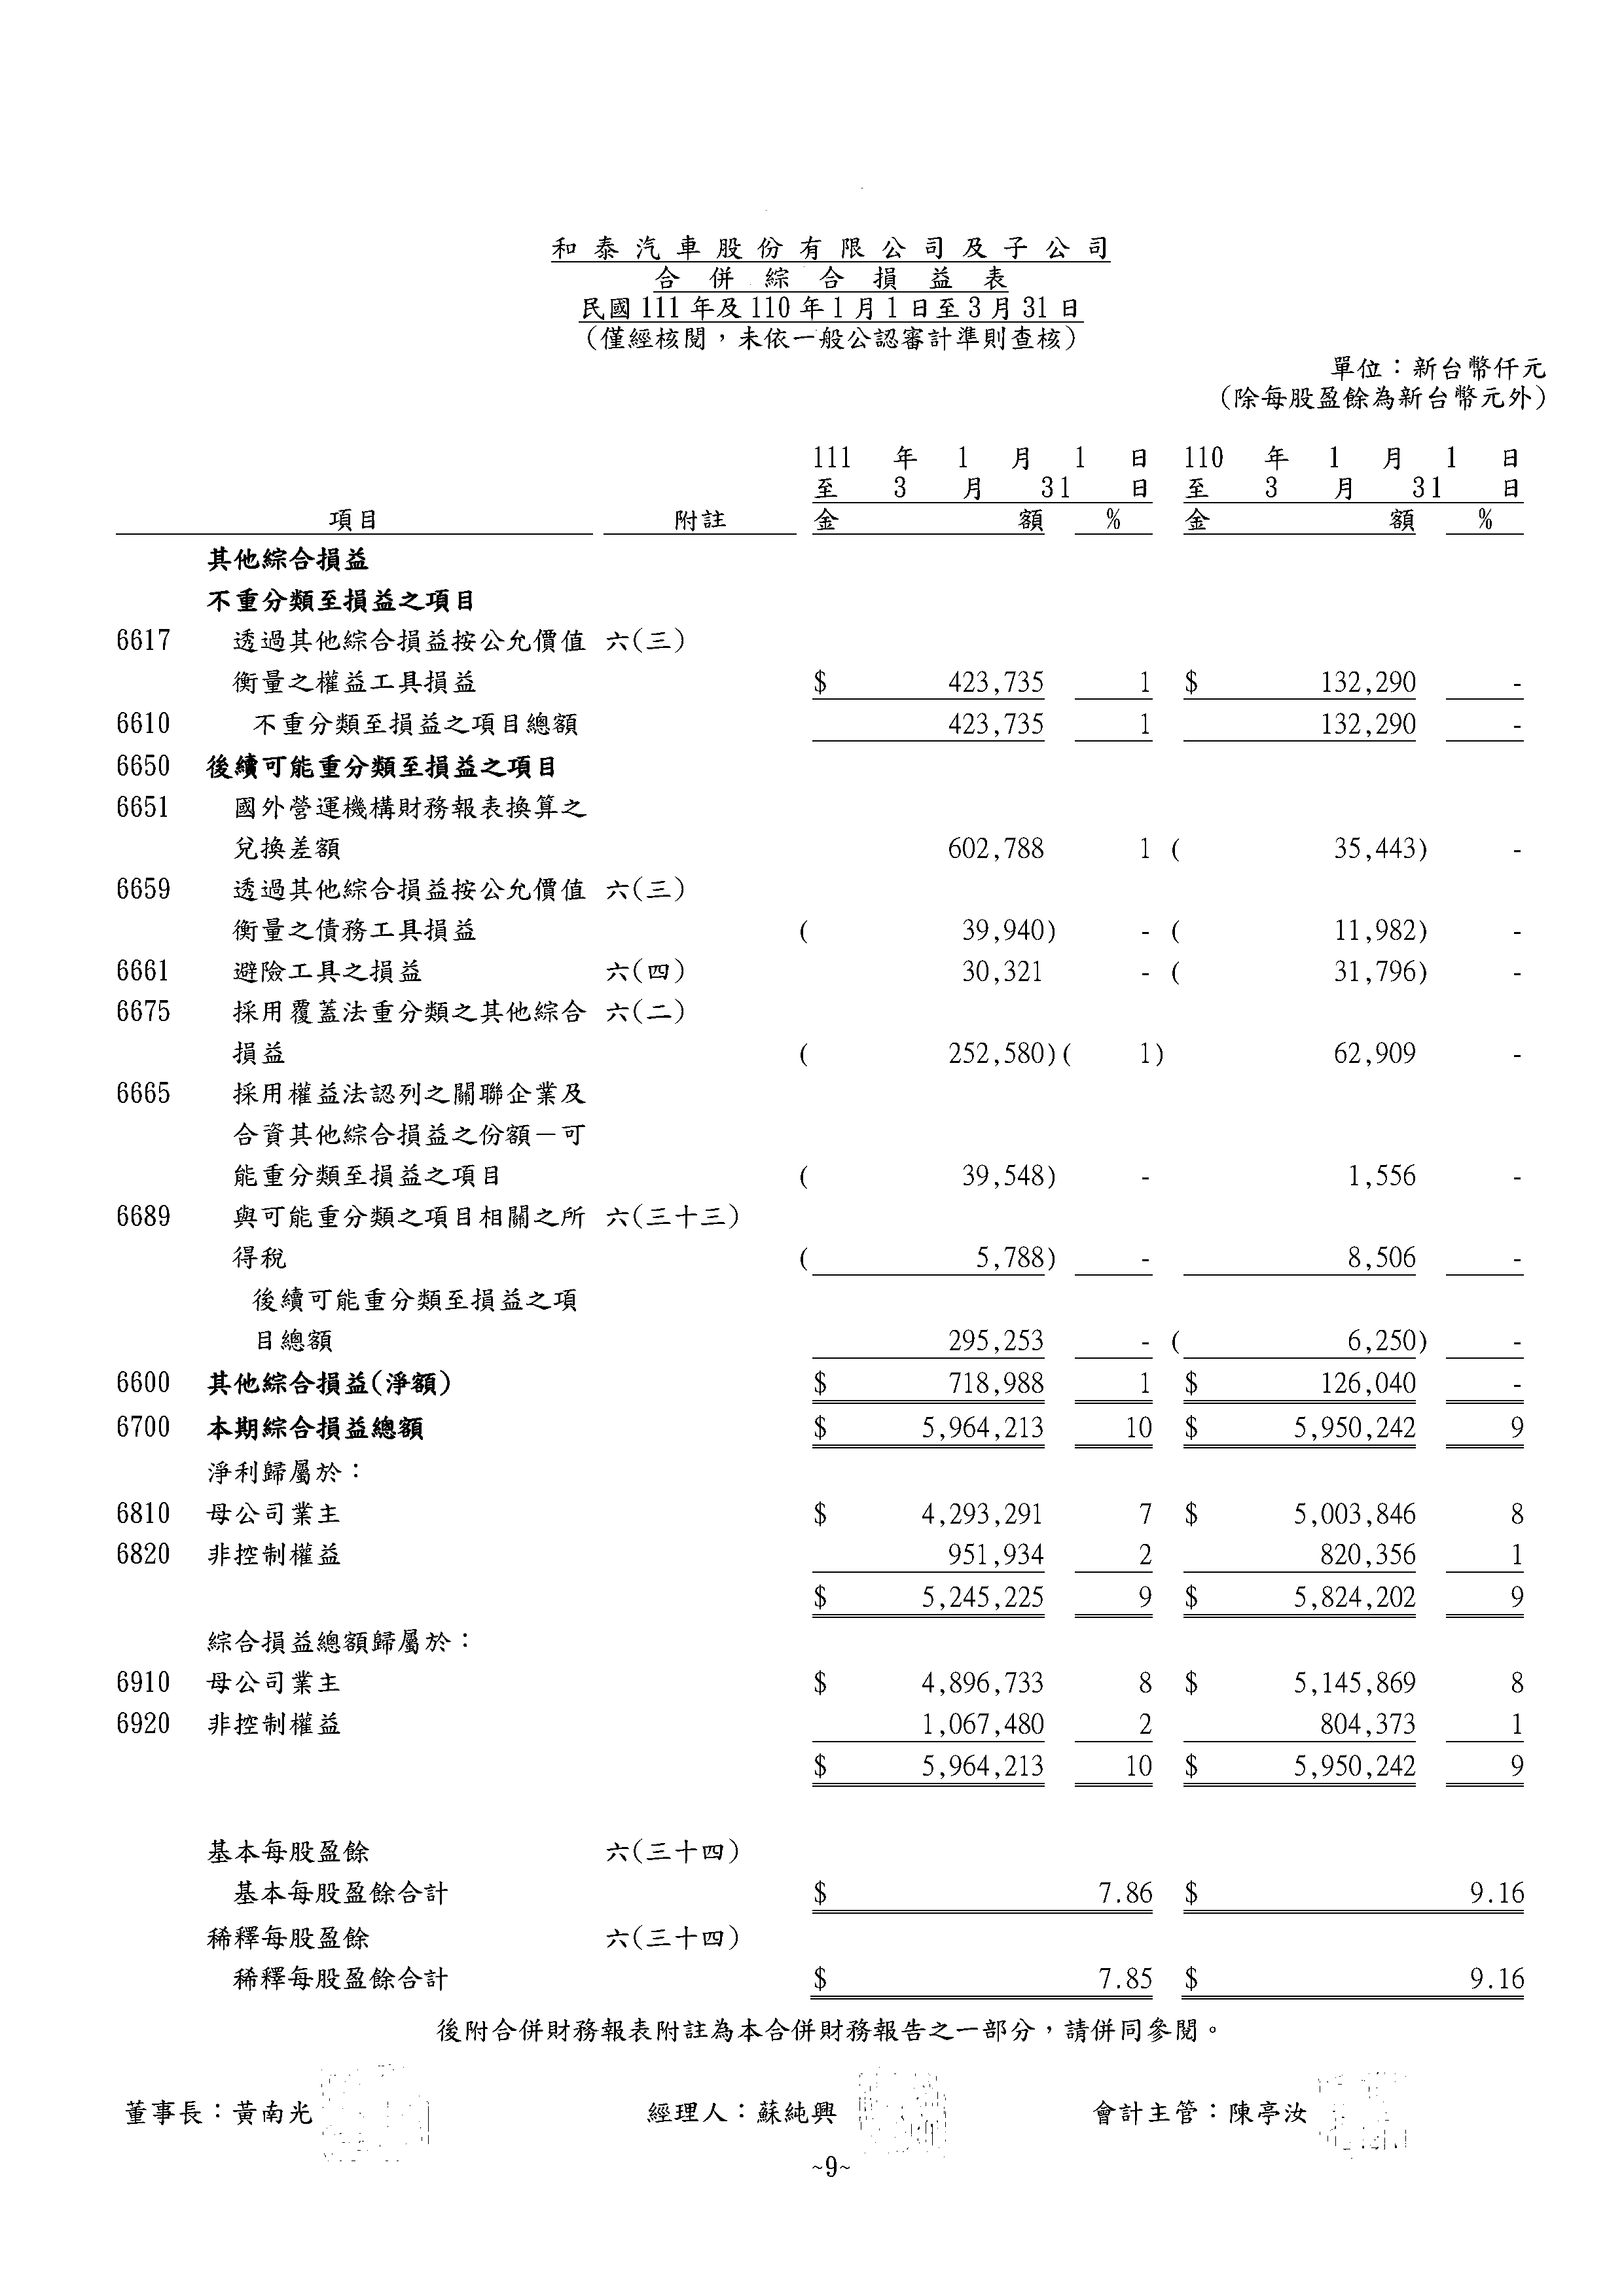 和泰汽車股份有限公司及子公司
合併綜合損益表
民國111年及110年1月1日至3月31日
(僅經核閱，未依一般公認審計準則查核)
單位：新台幣仟元
(除每股盈餘為新台幣元外)
111 年 1 月 1 日 110 年 1 月 1 日
至 3 月 31 日 至 3 月 31 日
項目 附註 金 額 % 金 額 %
其他綜合損益
不重分類至損益之項目
6617 透過其他綜合損益按公允價值 六(三)
衡量之權益工具損益 $ 423,735 1 $ 132,290 -
6610 不重分類至損益之項目總額 423,735 1 132,290 -
6650 後續可能重分類至損益之項目
6651 國外營運機構財務報表換算之
兌換差額 602,788 1 ( 35,443) -
6659 透過其他綜合損益按公允價值 六(三)
衡量之債務工具損益 ( 39,940) - ( 11,982) -
6661 避險工具之損益 六(四) 30,321 - ( 31,796) -
6675 採用覆蓋法重分類之其他綜合 六(二)
損益 ( 252,580) ( 1) 62,909 -
6665 採用權益法認列之關聯企業及
合資其他綜合損益之份額－可
能重分類至損益之項目 ( 39,548) - 1,556 -
6689 與可能重分類之項目相關之所 六(三十三)
得稅 ( 5,788) - 8,506 -
後續可能重分類至損益之項
目總額 295,253 - ( 6,250) -
6600 其他綜合損益(淨額) $ 718,988 1 $ 126,040 -
6700 本期綜合損益總額 $ 5,964,213 10 $ 5,950,242 9
淨利歸屬於：
6810 母公司業主 $ 4,293,291 7 $ 5,003,846 8
6820 非控制權益 951,934 2 820,356 1
$ 5,245,225 9 $ 5,824,202 9
綜合損益總額歸屬於：
6910 母公司業主 $ 4,896,733 8 $ 5,145,869 8
6920 非控制權益 1,067,480 2 804,373 1
$ 5,964,213 10 $ 5,950,242 9
基本每股盈餘 六(三十四)
基本每股盈餘合計 $ 7.86 $ 9.16
稀釋每股盈餘 六(三十四)
稀釋每股盈餘合計 $ 7.85 $ 9.16
後附合併財務報表附註為本合併財務報告之一部分，請併同參閱。
董事長：黃南光 經理人：蘇純興 會計主管：陳亭汝
~9~